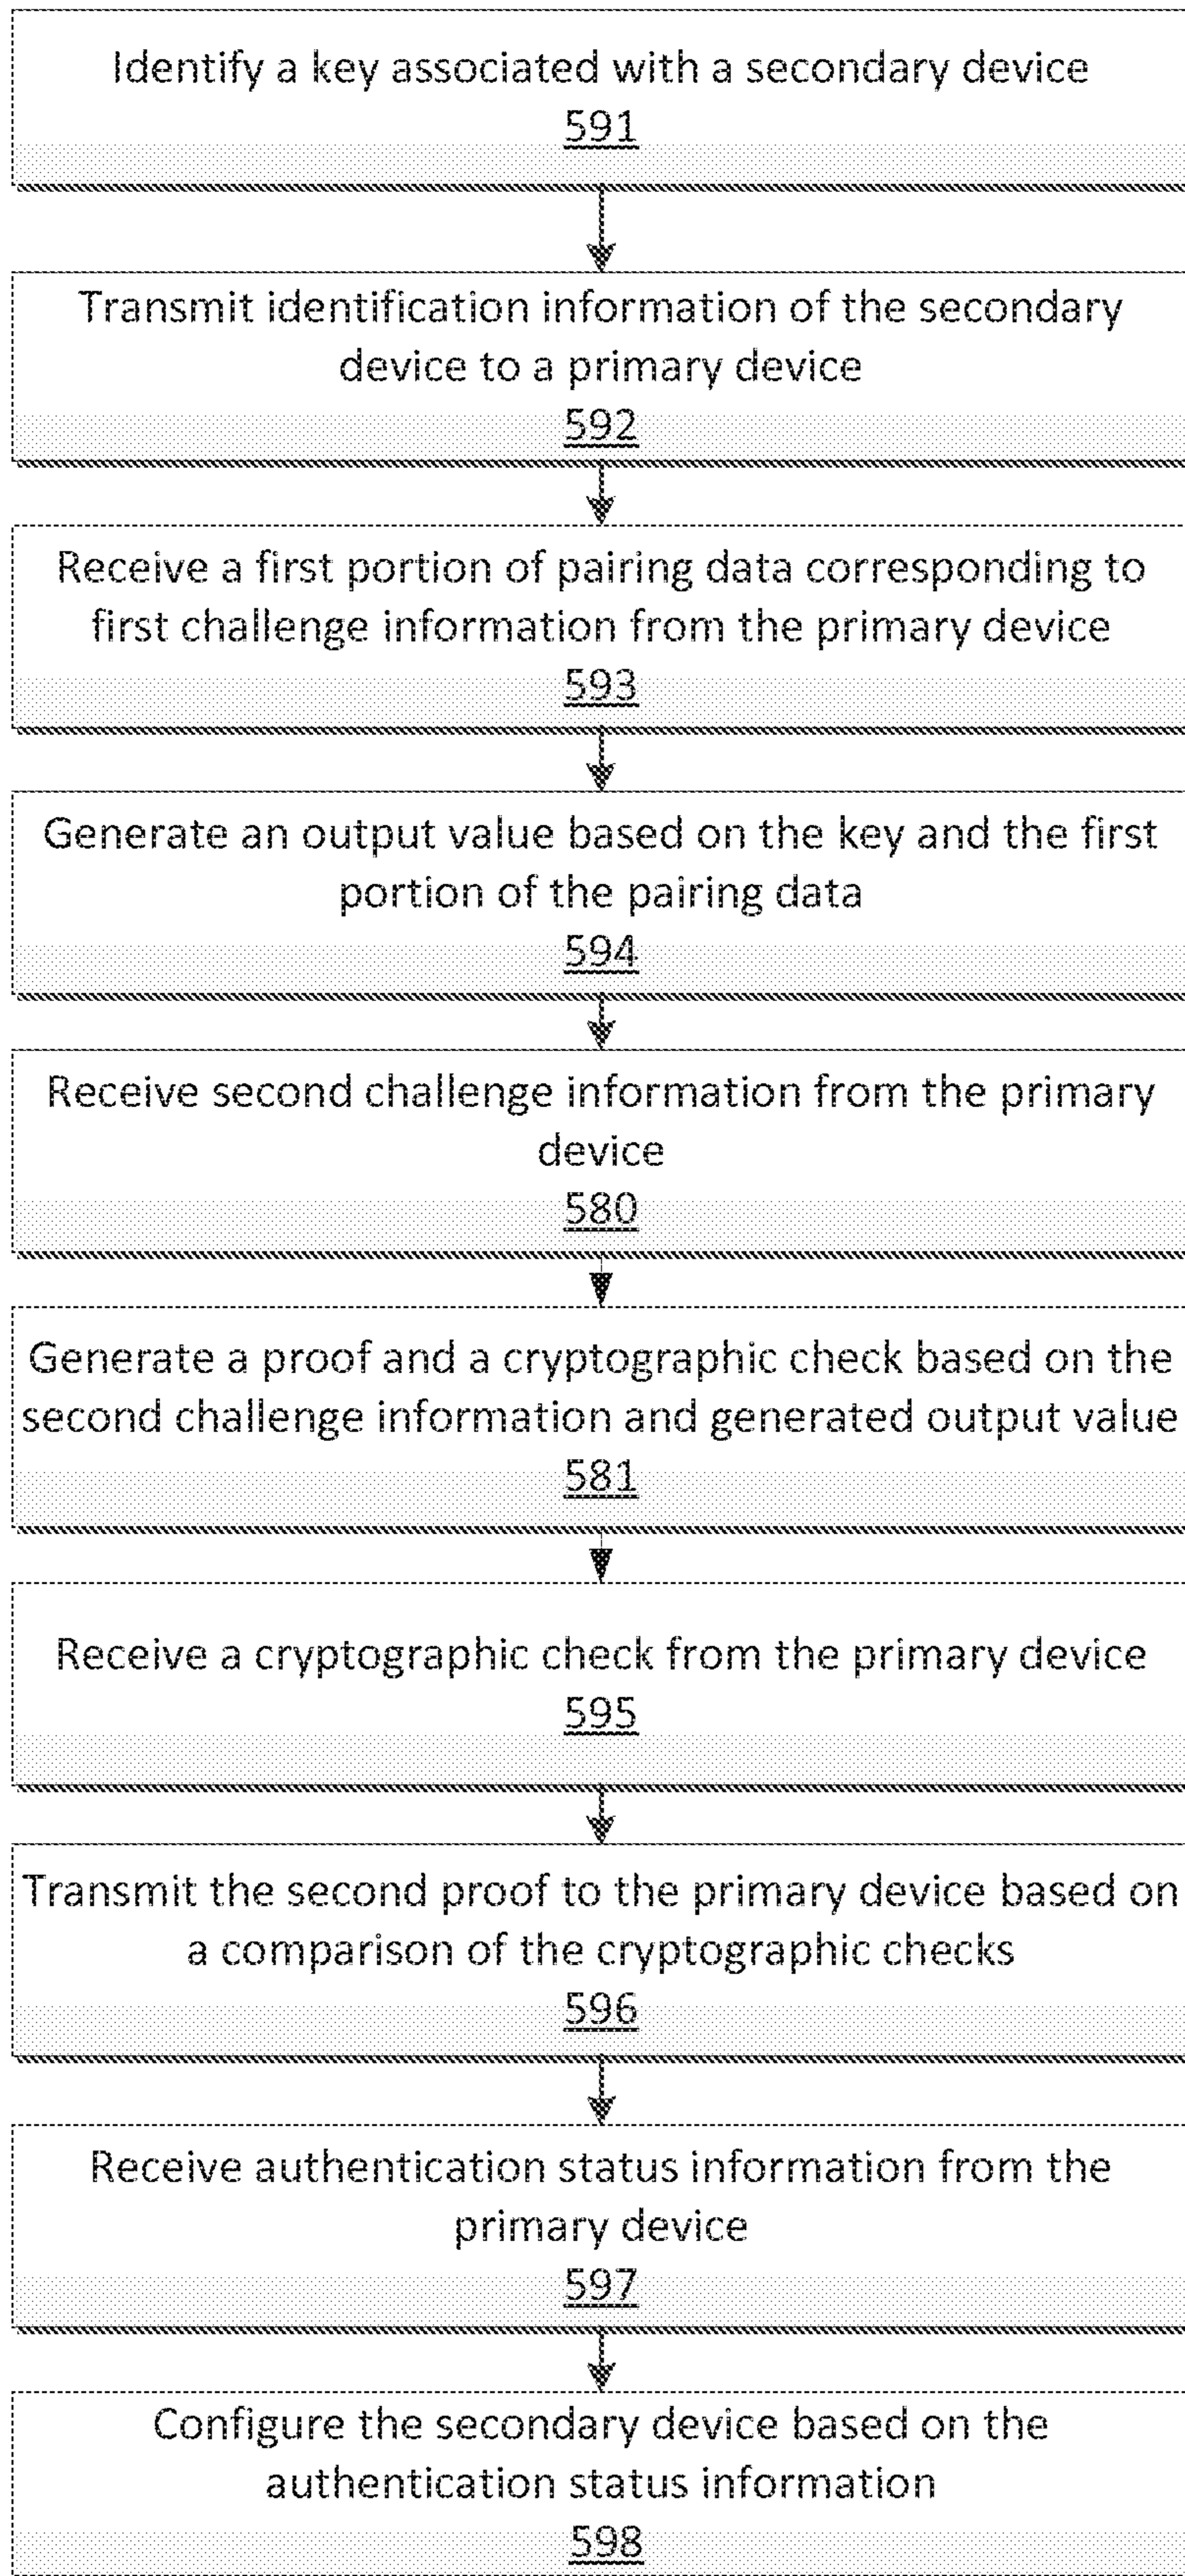 Identify a key associated with a secondary device
591
Transmit identification information of the secondary
device to a primary device
592
Receive a first portion of pairing data corresponding to
first challenge information from the primary device
593
Generate an output value based on the key and the first
portion of the pairing data
594
Receive second challenge information from the primary
device
580
Generate a proof and a cryptographic check based on the
second challenge information and generated output value
581
Receive a cryptographic check from the primary device
595
Transmit the second proof to the primary device based on
a comparison of the cryptographic checks
596
Receive authentication status information from the
primary device
597
Configure the secondary device based on the
authentication status information
598